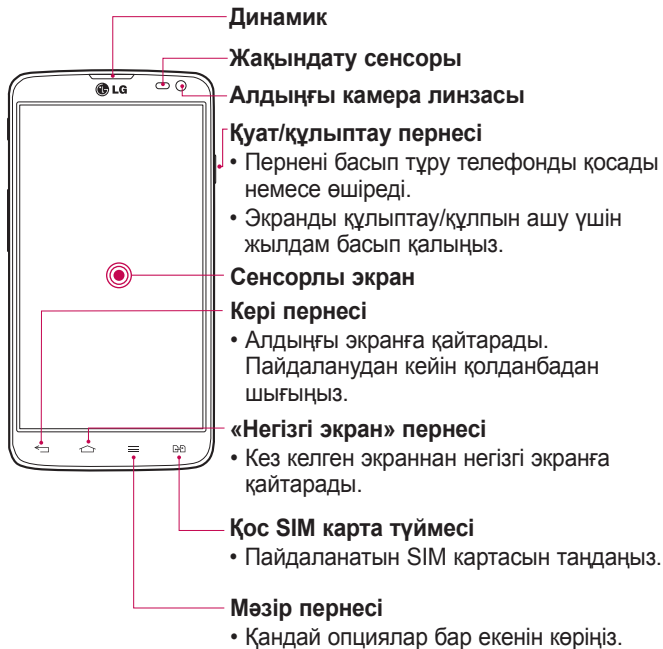 Динамик
Жақындату сенсоры
LG
Алдыңғы камера линзасы
Қуат/құлыптау пернесі
• Пернені басып тұру телефонды қосады
немесе өшіреді.
• Экранды құлыптау/құлпын ашу үшін
жылдам басып қалыңыз.
Сенсорлы экран
Кері пернесі
• Алдыңғы экранға қайтарады.
Пайдаланудан кейін қолданбадан
шығыңыз.
«Негізгі экран» пернесі
• Кез келген экраннан негізгі экранға
қайтарады.
Қос SIM карта түймесі
• Пайдаланатын SIM картасын таңдаңыз.
Мәзір пернесі
• Қандай опциялар бар екенін көріңіз.